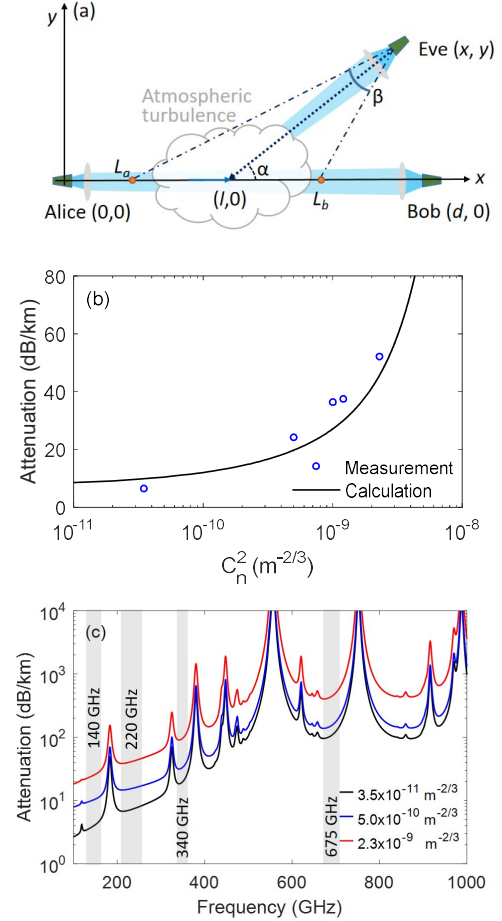 (a)
y
Eve (x, y)
Atmospheric
turbulence
β
α
L_a
x
(l,0)
L_b
Alice (0,0)
Bob (d, 0)
(b)
Attenuation (dB/km)
80
60
40
20
0
Measurement
Calculation
10^-11
10^-10
10^-9
10^-8
C_n^2 (m^-2/3)
(c)
Attenuation (dB/km)
10^4
10^3
10^2
10^1
10^0
140 GHz
220 GHz
340 GHz
675 GHz
3.5x10^-11 m^-2/3
5.0x10^-10 m^-2/3
2.3x10^-9 m^-2/3
200
400
600
800
1000
Frequency (GHz)